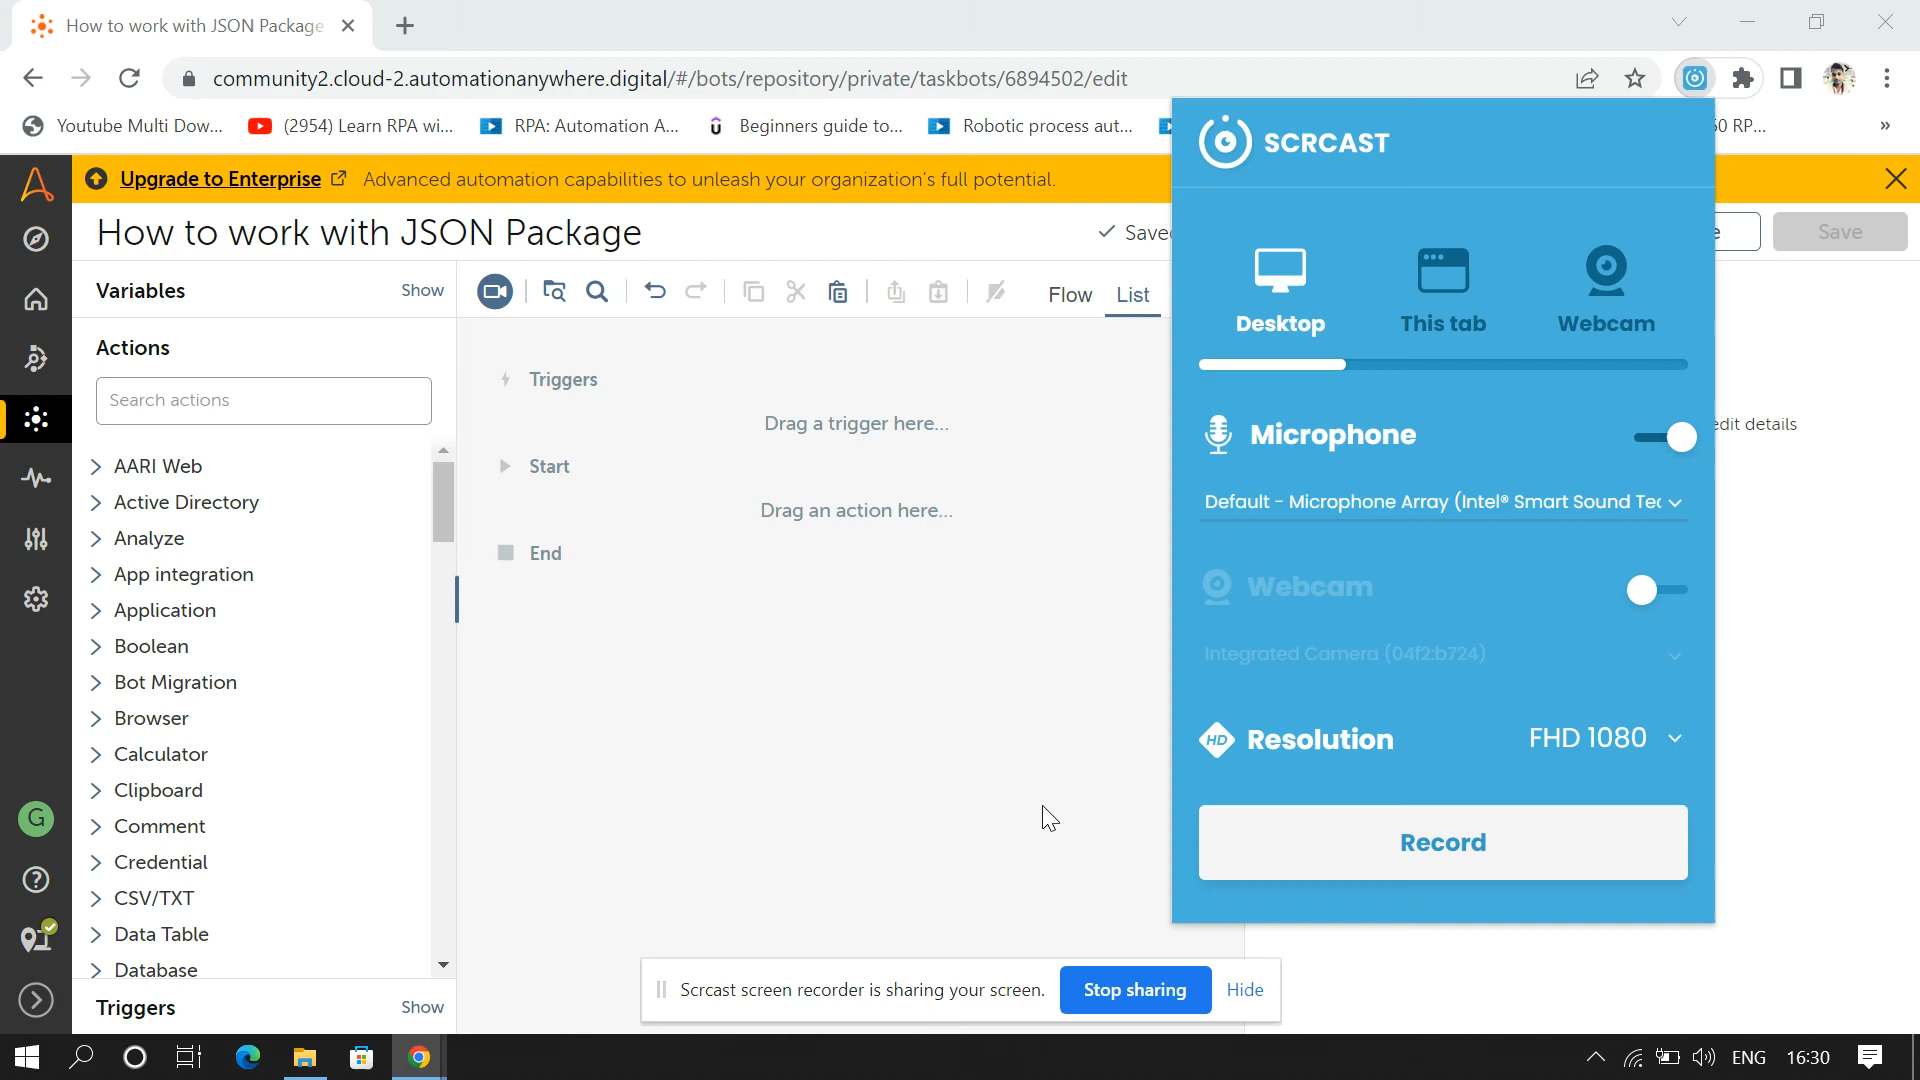 How to work with JSON Package
community2.cloud-2.automationanywhere.digital/#/bots/repository/private/taskbots/6894502/edit
Youtube Multi Dow...
(2954) Learn RPA wi...
RPA: Automation A...
Beginners guide to...
Robotic process aut...
50 RP...
»
Upgrade to Enterprise
Advanced automation capabilities to unleash your organization's full potential.
How to work with JSON Package
Saved
Save
Variables
Show
Flow
List
Actions
Search actions
AARI Web
Active Directory
Analyze
App integration
Application
Boolean
Bot Migration
Browser
Calculator
Clipboard
Comment
Credential
CSV/TXT
Data Table
Database
Triggers
Show
G
Triggers
Drag a trigger here...
Start
Drag an action here...
End
edit details
SCRCAST
Desktop
This tab
Webcam
Microphone
Default - Microphone Array (Intel® Smart Sound Tec
Webcam
Integrated Camera (04f2:b724)
HD
Resolution
FHD 1080
Record
Scrcast screen recorder is sharing your screen.
Stop sharing
Hide
ENG
16:30